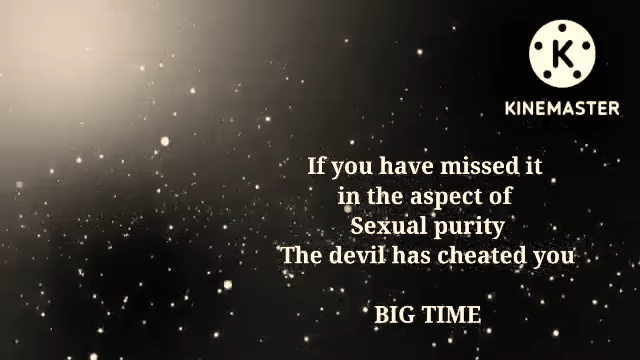 K
KINEMASTER
If you have missed it
in the aspect of
Sexual purity
The devil has cheated you
BIG TIME